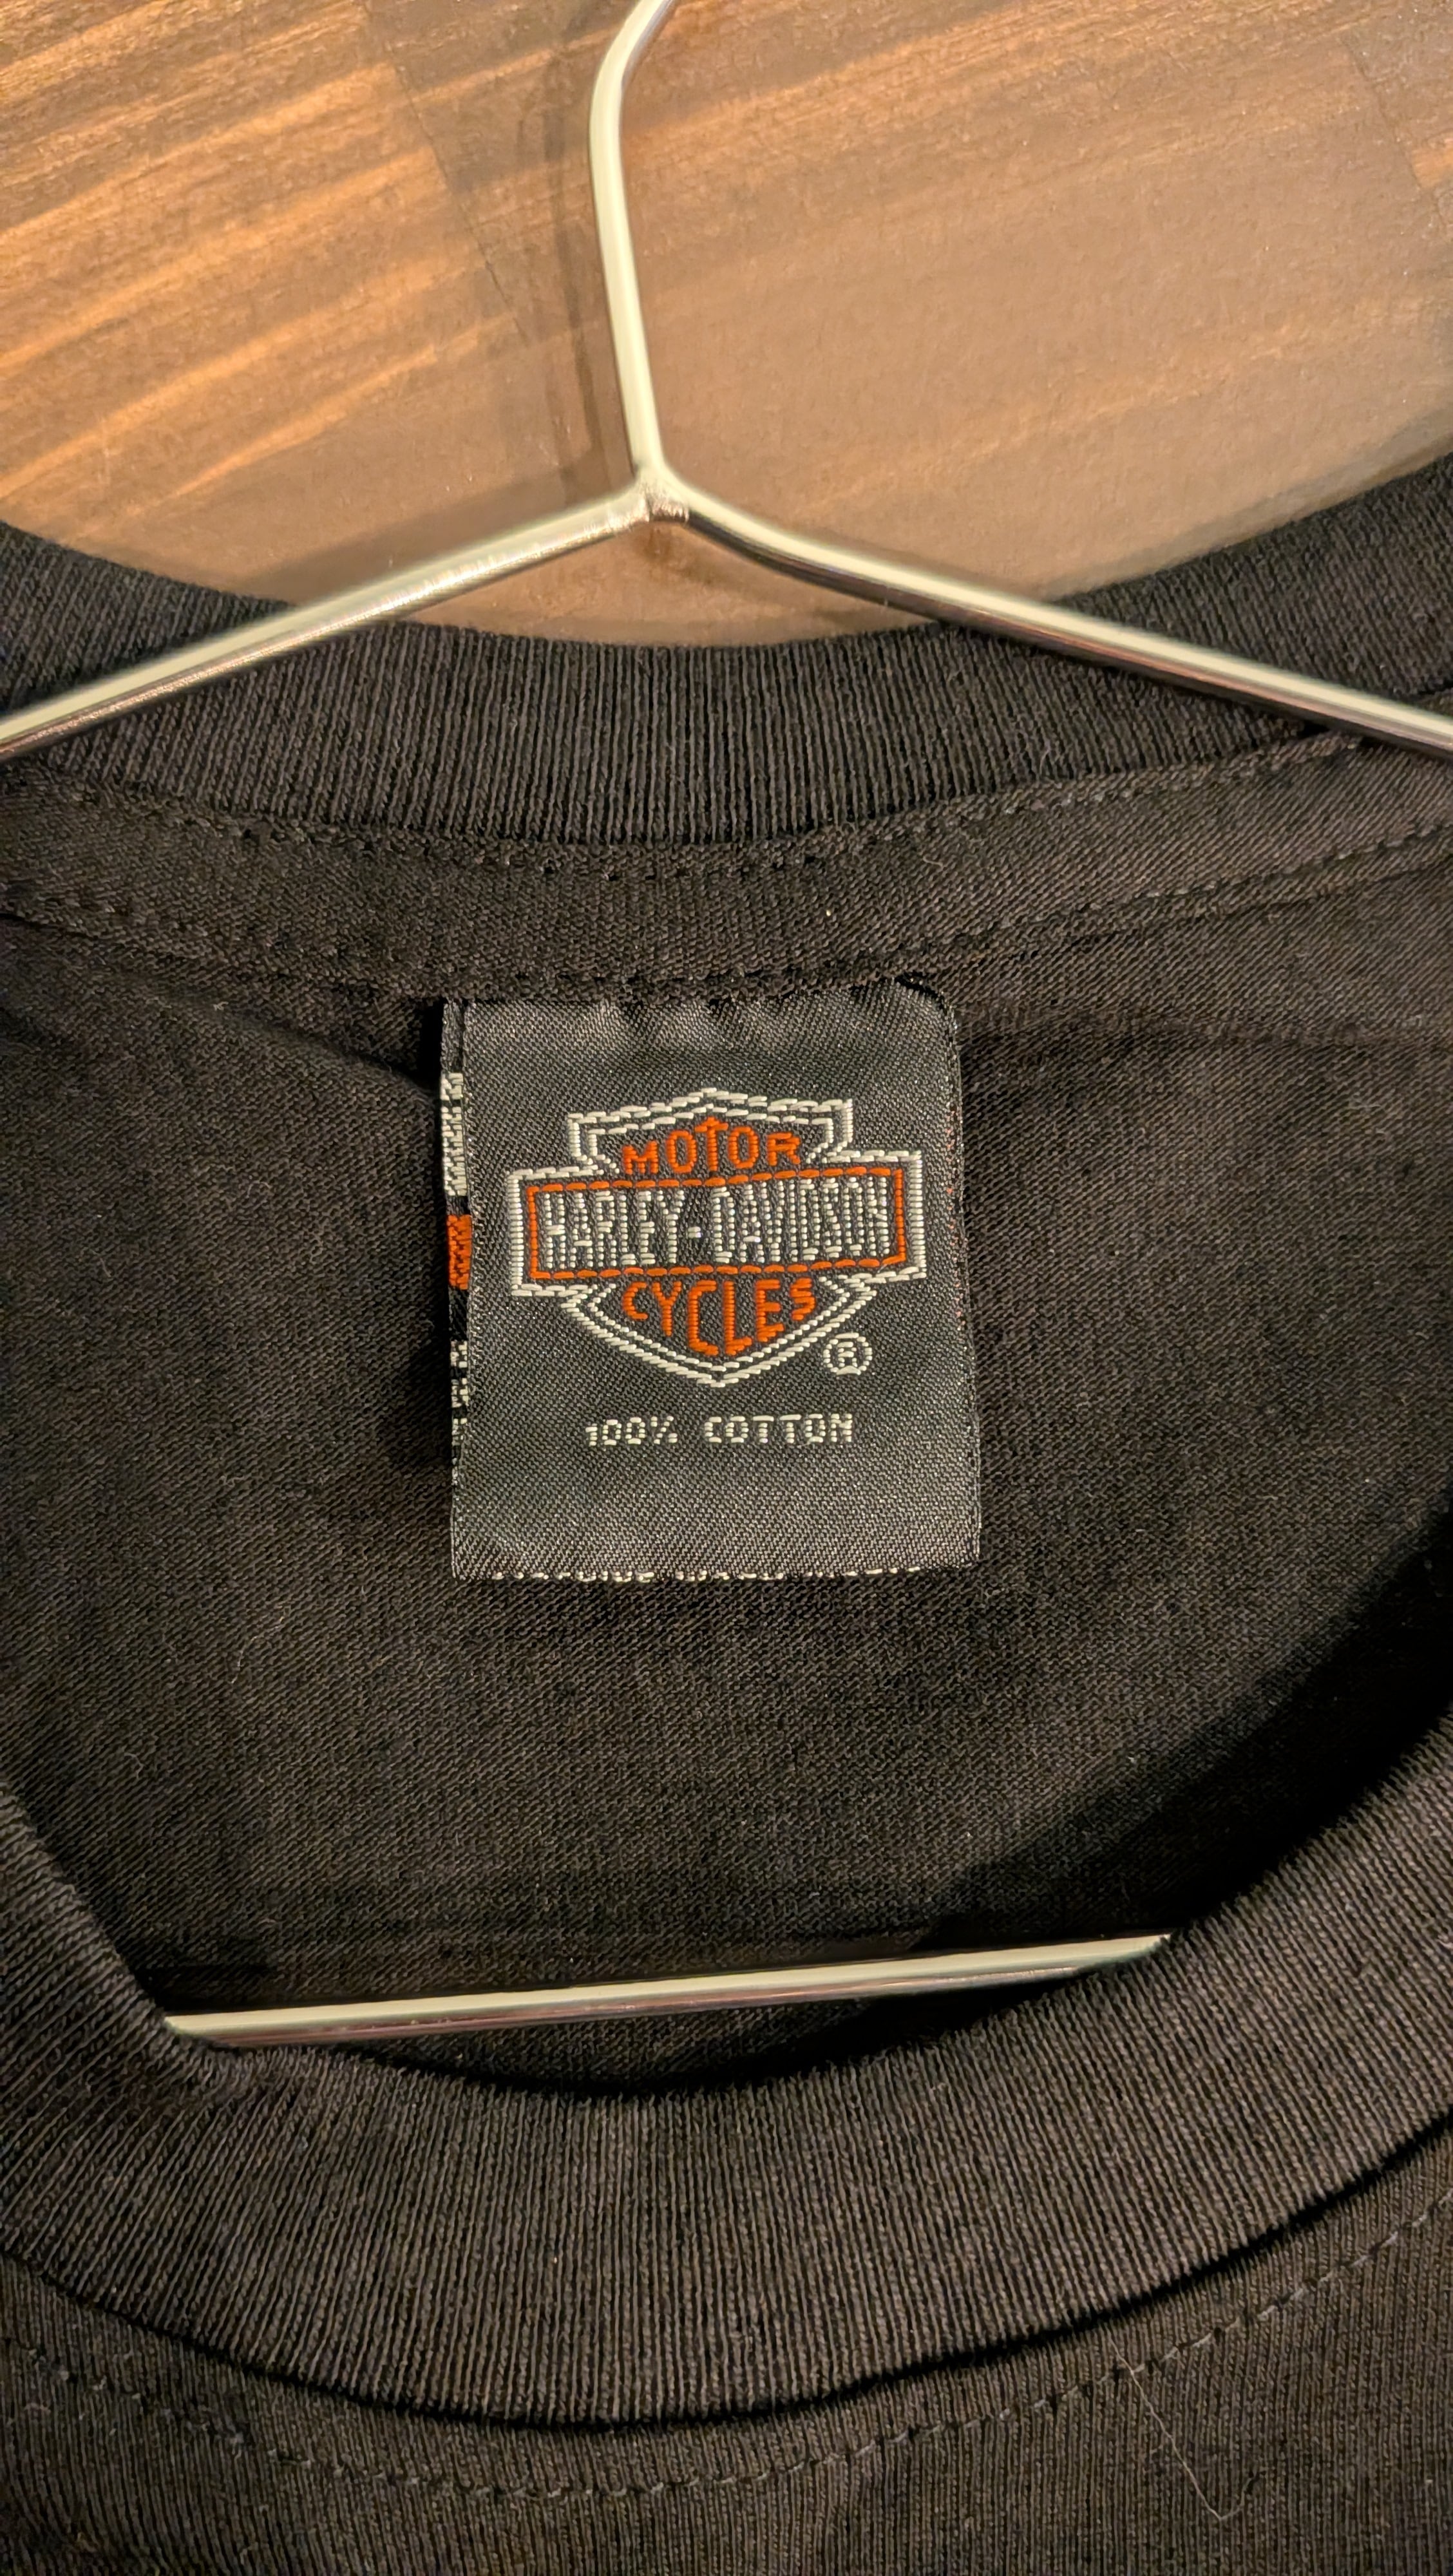 MOTOR
HARLEY-DAVIDSON
CYCLES
®
100% COTTON